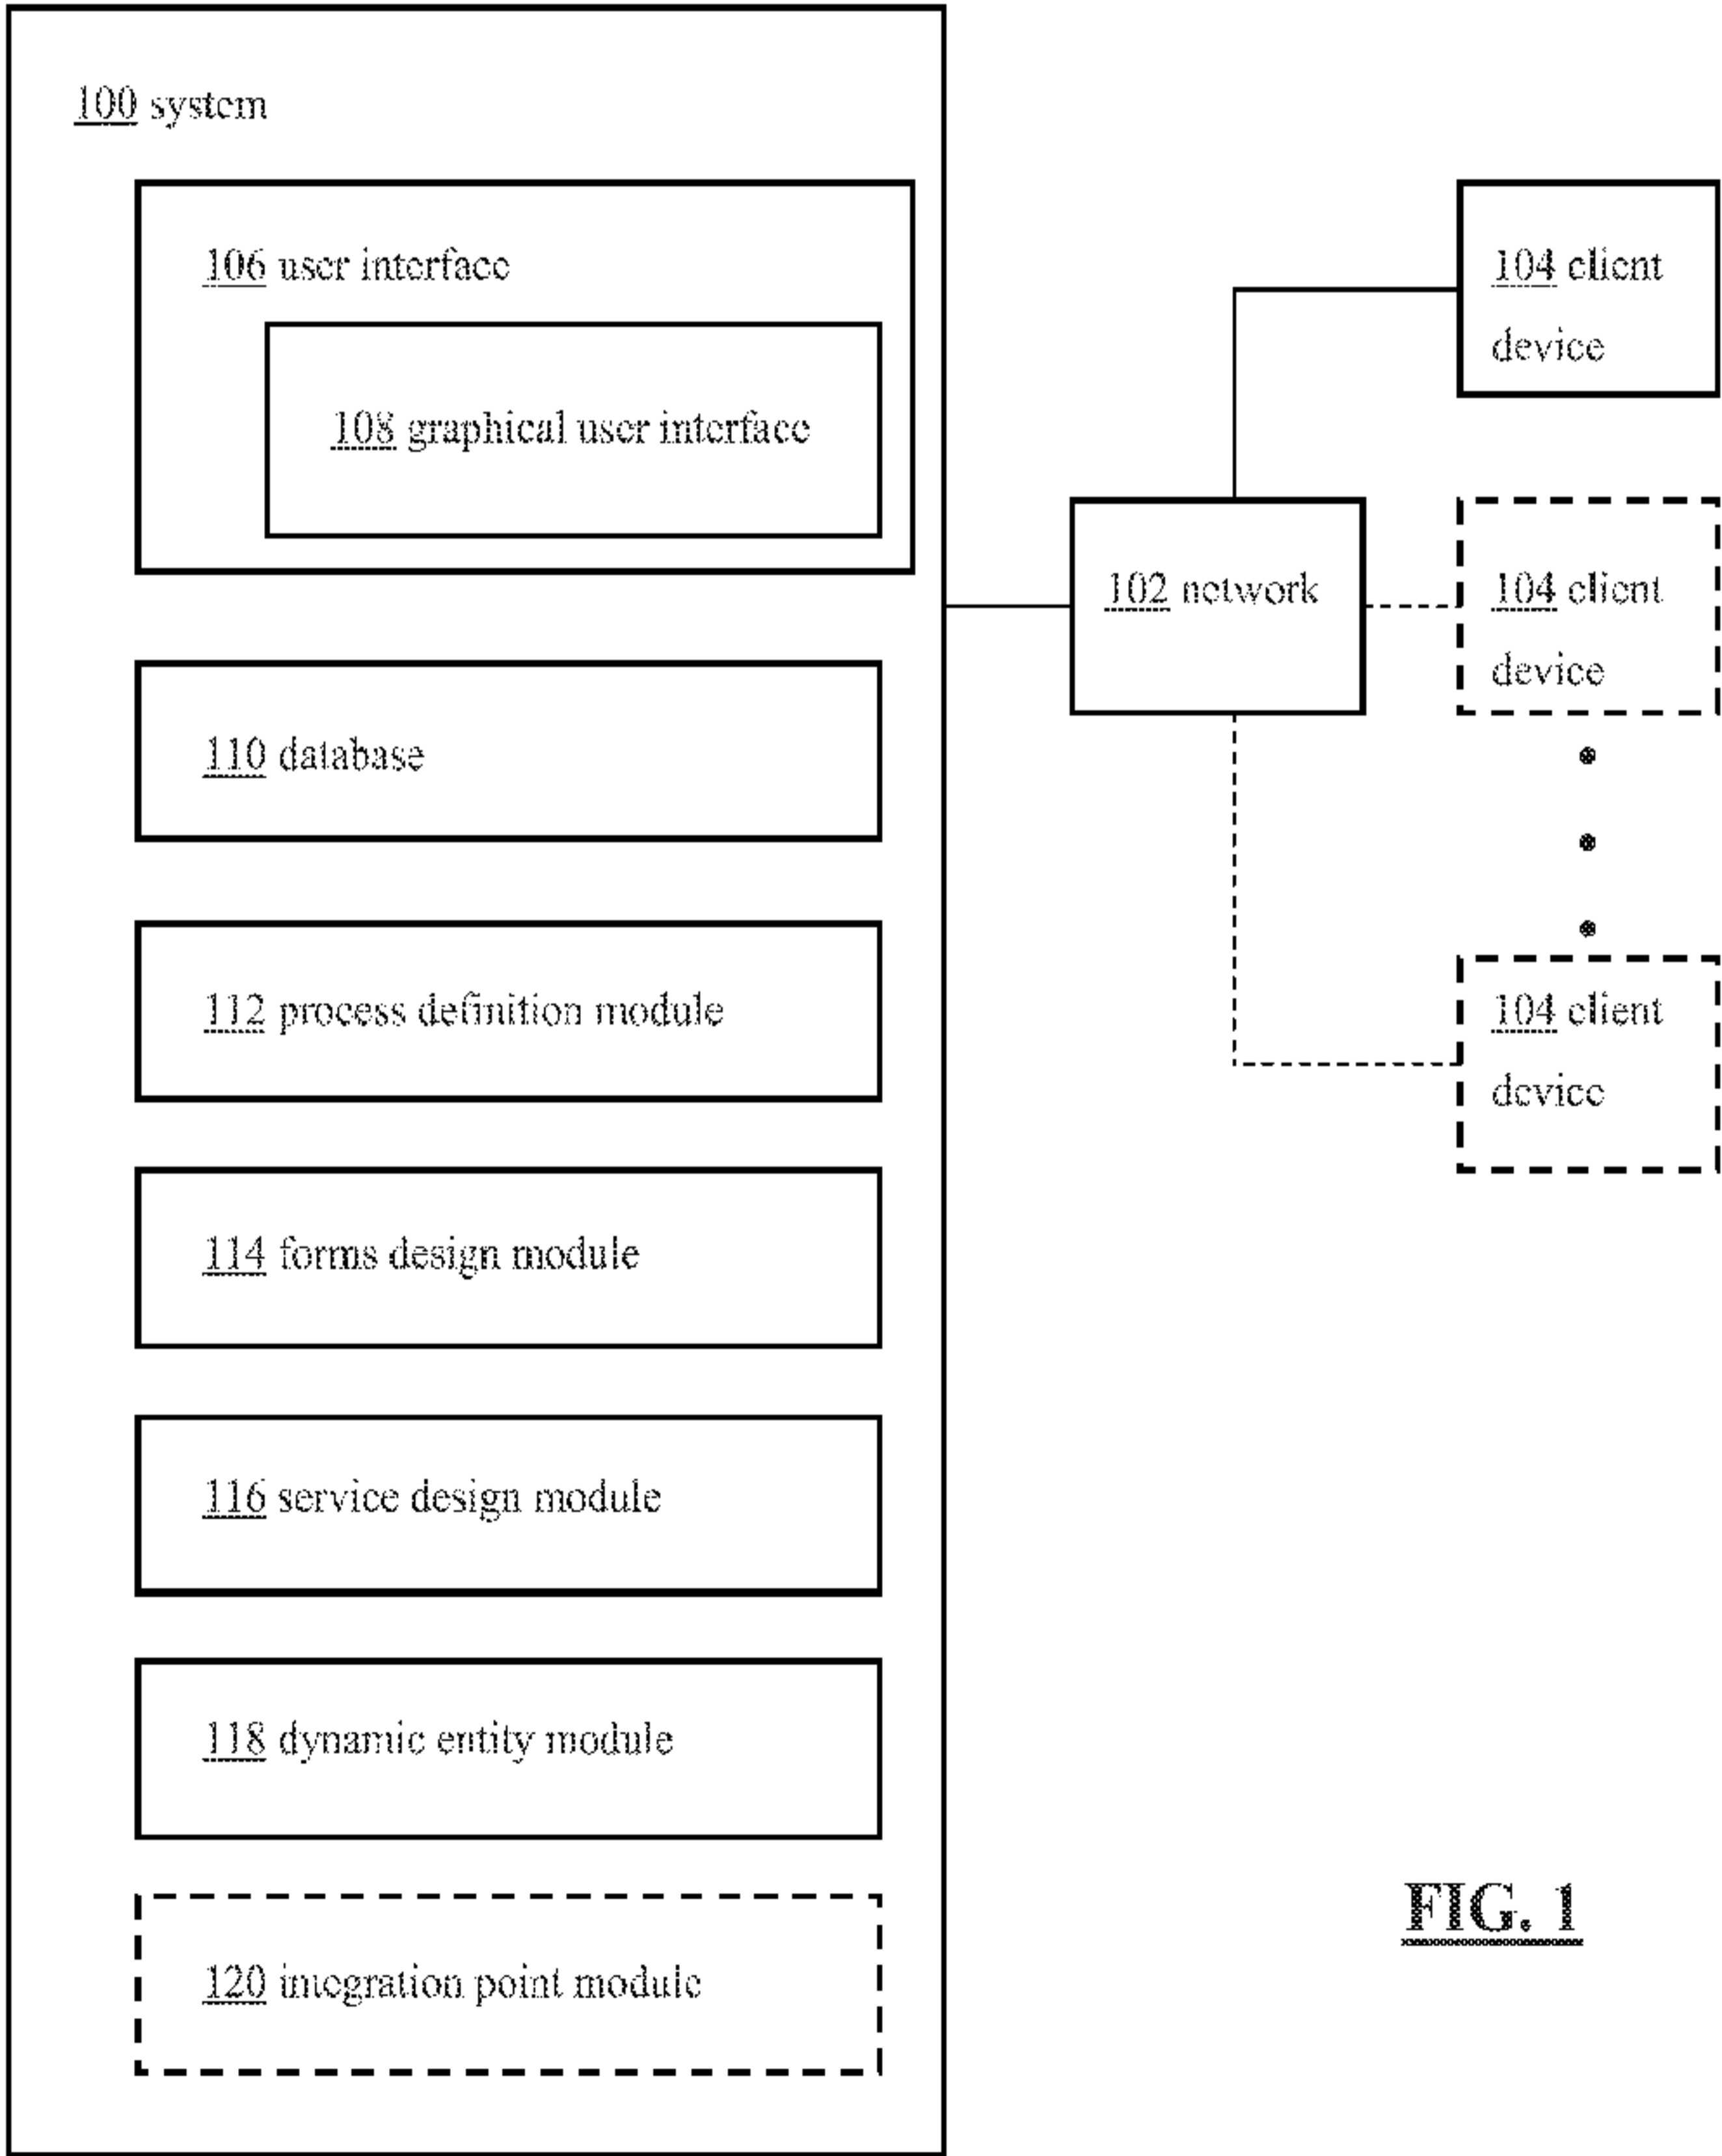 100 system
106 user interface
108 graphical user interface
110 database
112 process definition module
114 forms design module
116 service design module
118 dynamic entity module
120 integration point module
102 network
104 client
device
104 client
device
104 client
device
FIG. 1